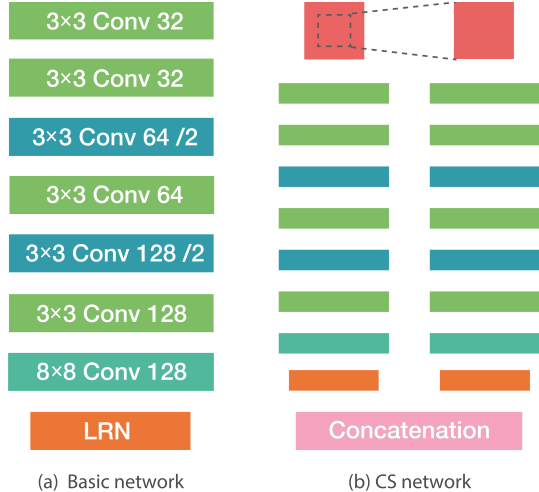 3×3 Conv 32
3×3 Conv 32
3×3 Conv 64 /2
3×3 Conv 64
3×3 Conv 128 /2
3×3 Conv 128
8×8 Conv 128
LRN
(a) Basic network
Concatenation
(b) CS network